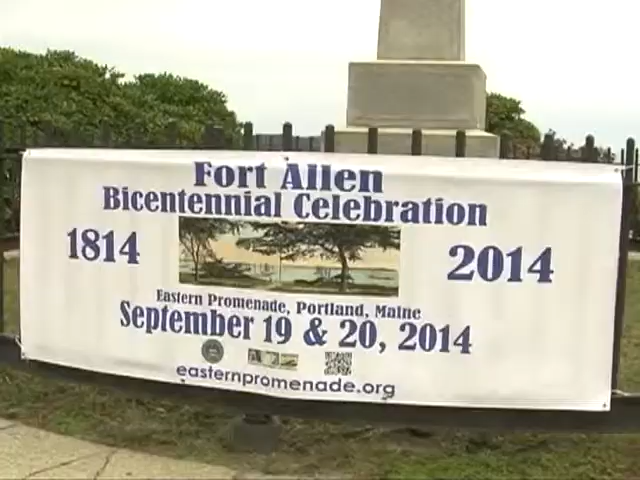 Fort Allen
Bicentennial Celebration
1814
2014
Eastern Promenade, Portland, Maine
September 19 & 20, 2014
easternpromenade.org